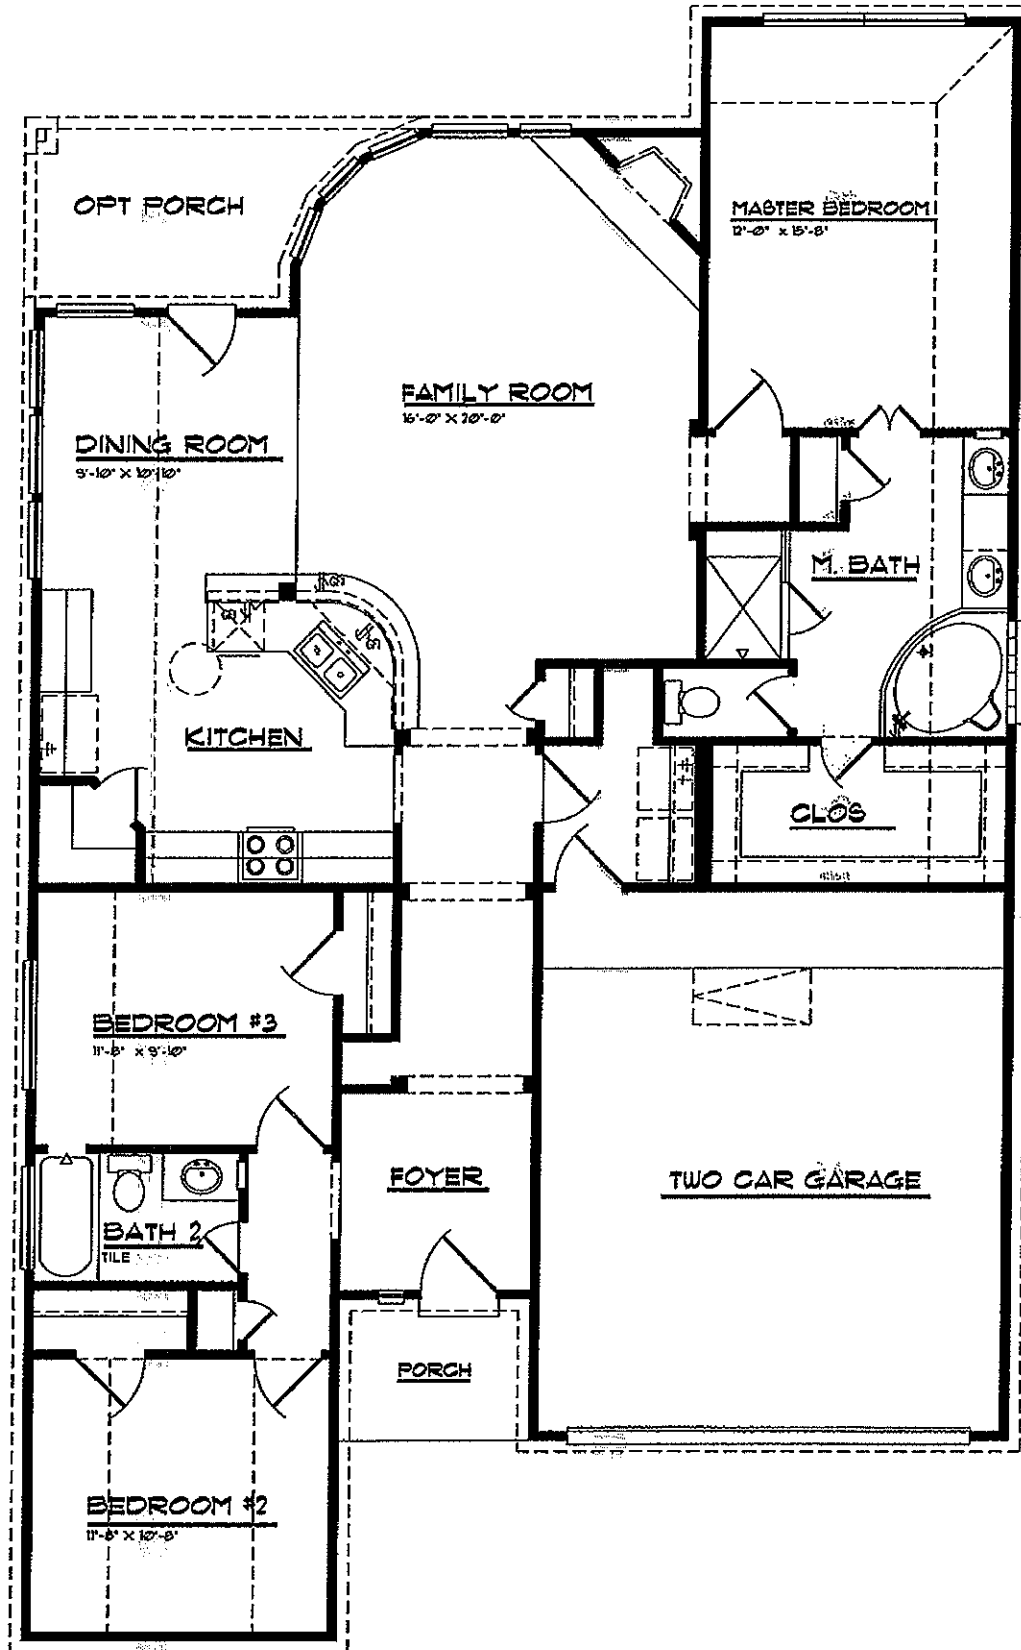 OPT PORCH
MASTER BEDROOM
12'-0" x 15'-8"
FAMILY ROOM
16'-0" X 20'-0"
DINING ROOM
9'-10" X 10'-10"
M. BATH
KITCHEN
CLOS
BEDROOM #3
11'-8" x 9'-10"
FOYER
TWO CAR GARAGE
BATH 2
TILE
PORCH
BEDROOM #2
11'-8" X 10'-8"